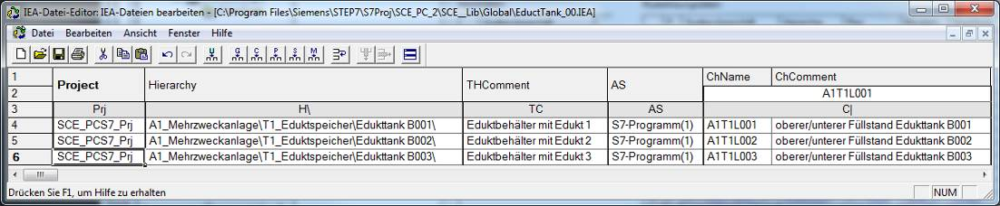 IEA-Datei-Editor: IEA-Dateien bearbeiten - [C:\Program Files\Siemens\STEP7\S7Proj\SCE_PC_2\SCE__Lib\Global\EductTank_00.IEA]
Datei Bearbeiten Ansicht Fenster Hilfe
U G C P S M
1 Project Hierarchy THComment AS ChName ChComment
2 A1T1L001
3 Prj H\ TC AS C|
4 SCE_PCS7_Prj A1_Mehrzweckanlage\T1_Eduktspeicher\Edukttank B001\ Eduktbehälter mit Edukt 1 S7-Programm(1) A1T1L001 oberer/unterer Füllstand Edukttank B001
5 SCE_PCS7_Prj A1_Mehrzweckanlage\T1_Eduktspeicher\Edukttank B002\ Eduktbehälter mit Edukt 2 S7-Programm(1) A1T1L002 oberer/unterer Füllstand Edukttank B002
6 SCE_PCS7_Prj A1_Mehrzweckanlage\T1_Eduktspeicher\Edukttank B003\ Eduktbehälter mit Edukt 3 S7-Programm(1) A1T1L003 oberer/unterer Füllstand Edukttank B003
Drücken Sie F1, um Hilfe zu erhalten NUM